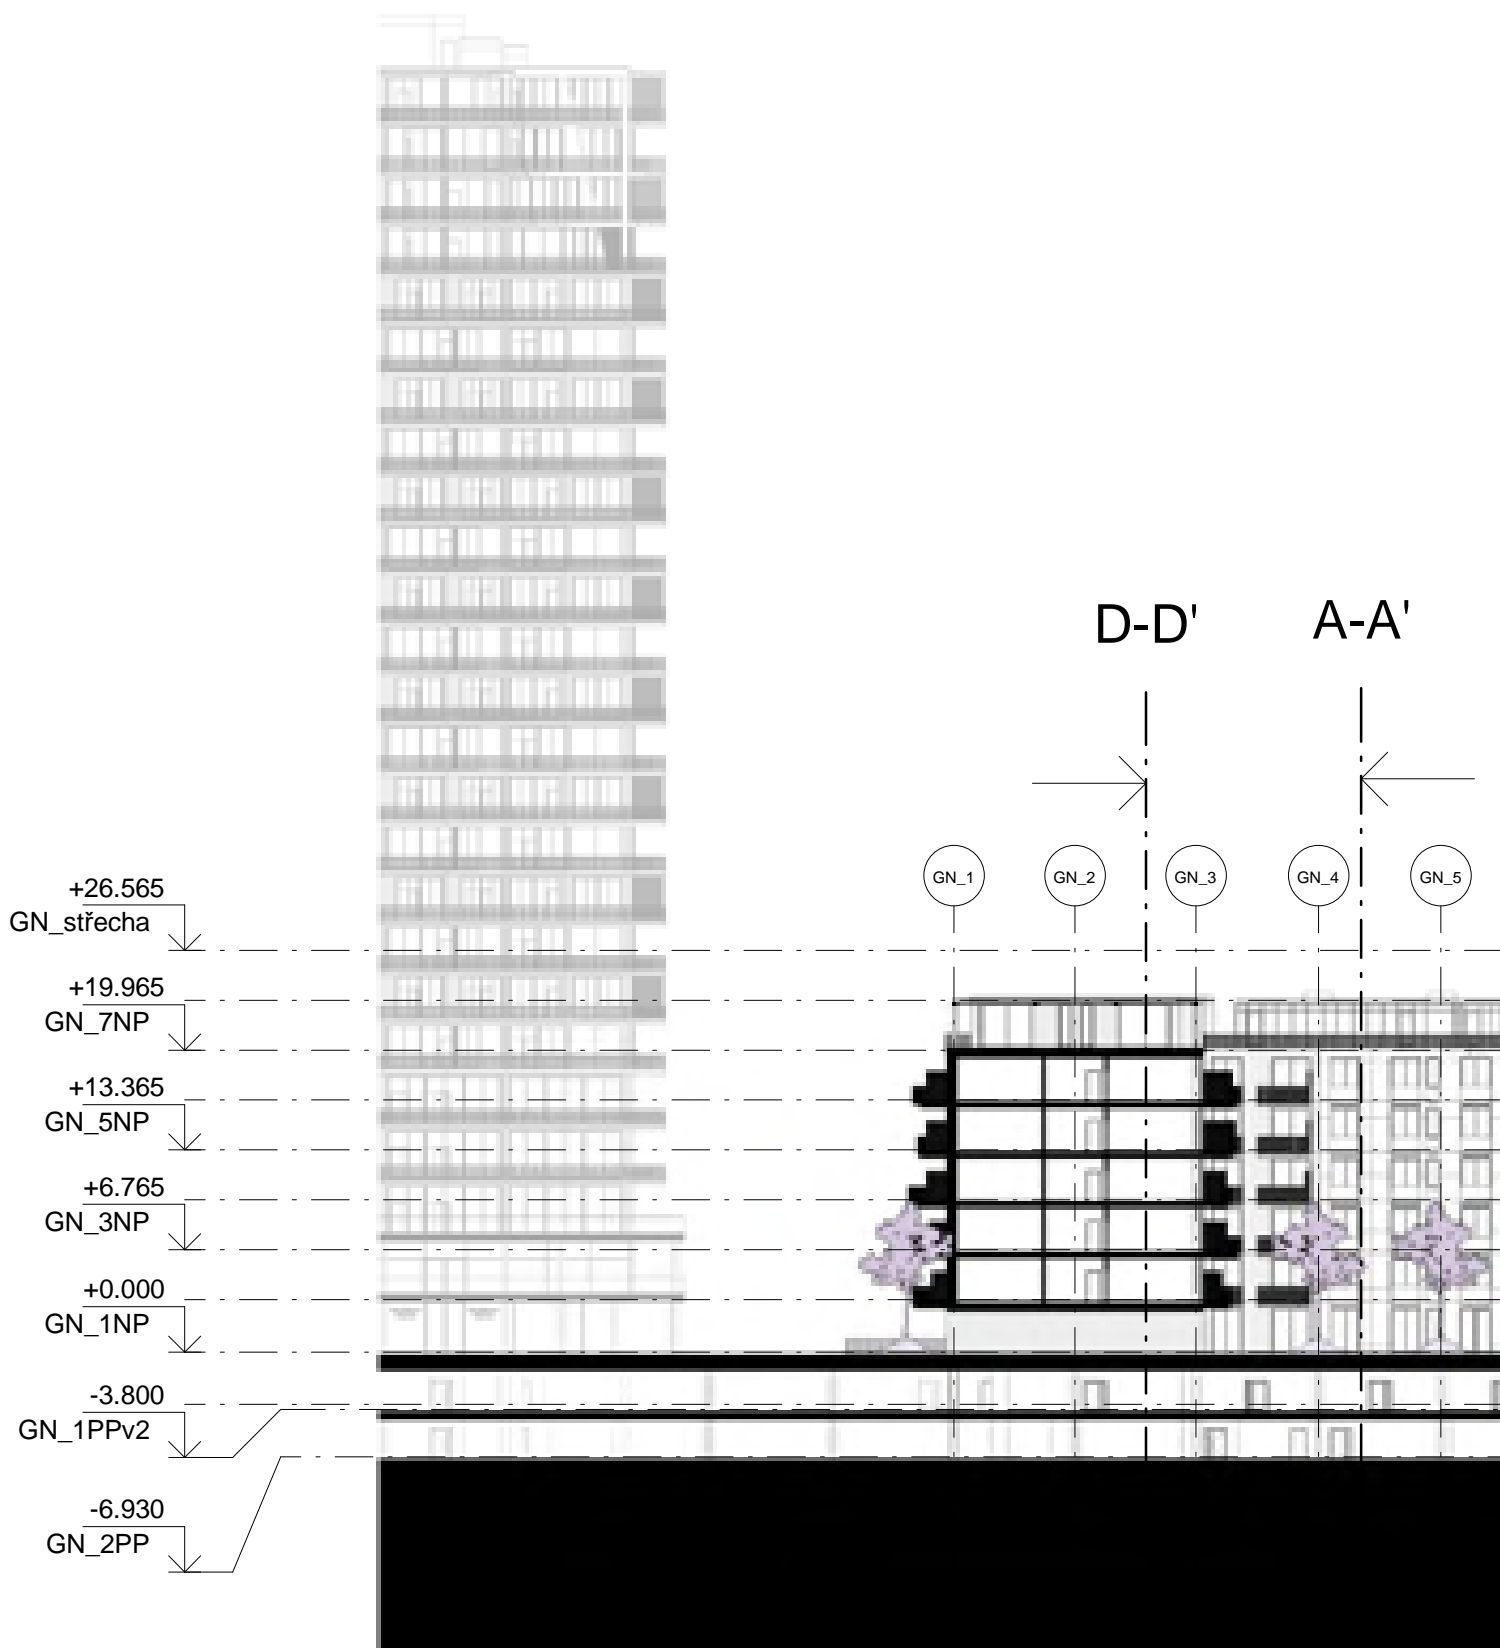 D-D'
A-A'
GN_1
GN_2
GN_3
GN_4
GN_5
+26.565
GN_střecha
+19.965
GN_7NP
+13.365
GN_5NP
+6.765
GN_3NP
+0.000
GN_1NP
-3.800
GN_1PPv2
-6.930
GN_2PP